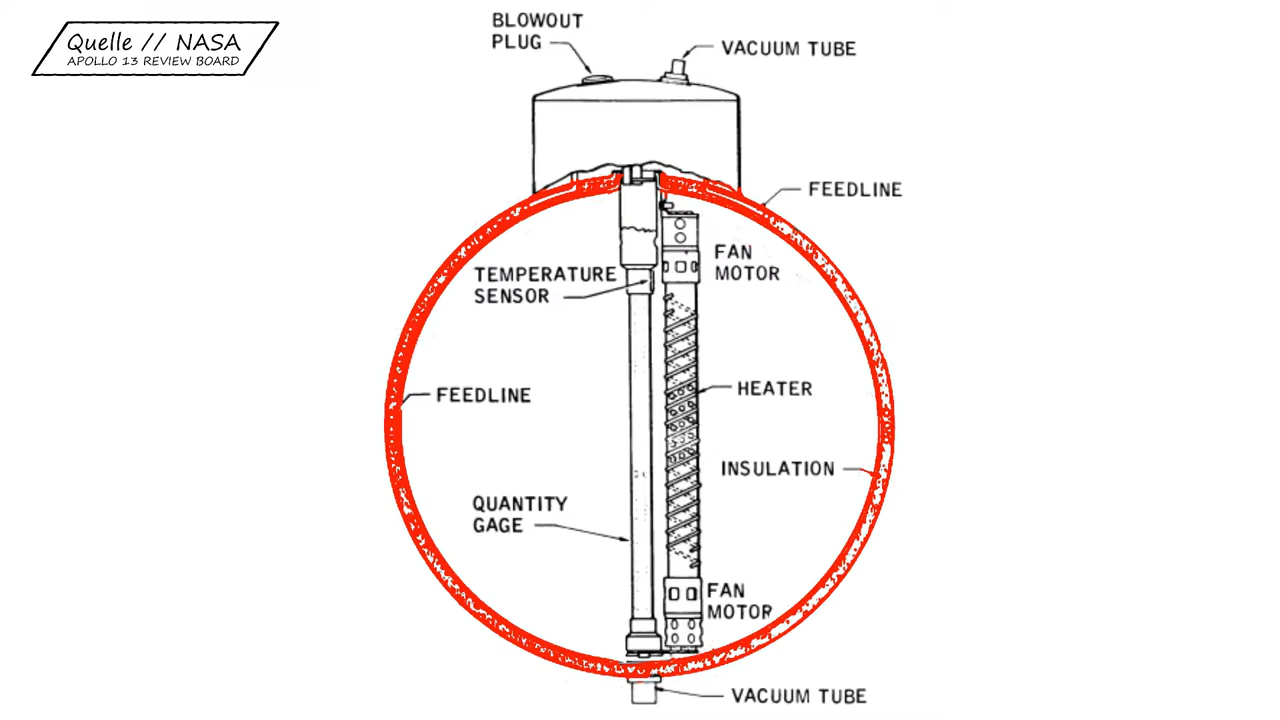 Quelle // NASA
APOLLO 13 REVIEW BOARD
BLOWOUT
PLUG
VACUUM TUBE
FEEDLINE
FAN
MOTOR
TEMPERATURE
SENSOR
HEATER
FEEDLINE
INSULATION
QUANTITY
GAGE
FAN
MOTOR
VACUUM TUBE